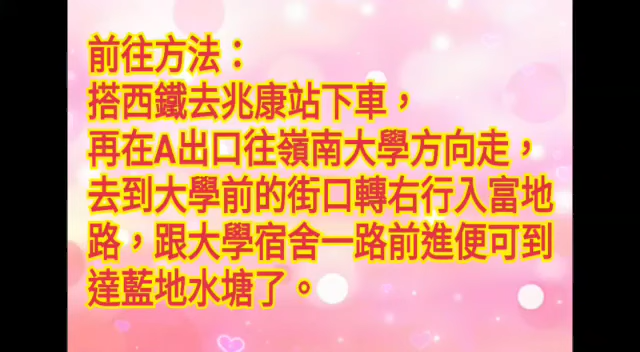 前往方法：
搭西鐵去兆康站下車，
再在A出口往嶺南大學方向走，
去到大學前的街口轉右行入富地
路，跟大學宿舍一路前進便可到
達藍地水塘了。